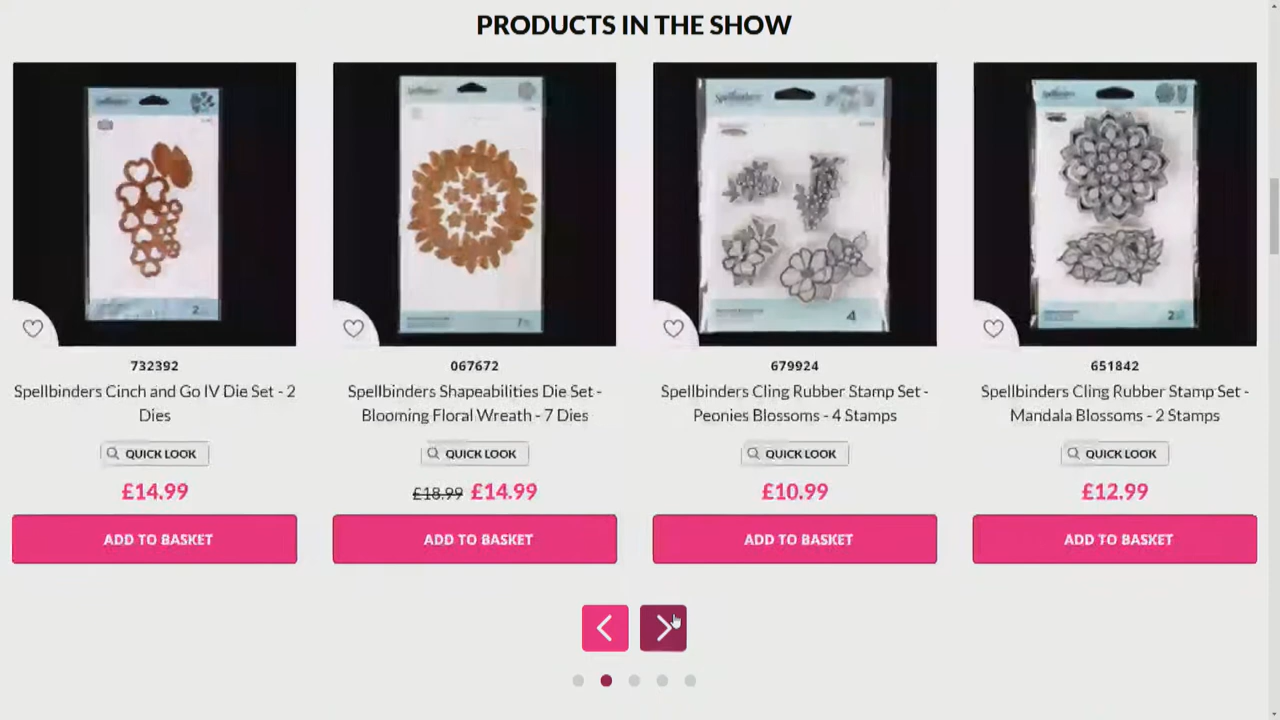 PRODUCTS IN THE SHOW
Spellbinders
4
732392
Spellbinders Cinch and Go IV Die Set - 2
Dies
QUICK LOOK
£14.99
ADD TO BASKET
067672
Spellbinders Shapeabilities Die Set -
Blooming Floral Wreath - 7 Dies
QUICK LOOK
£18.99 £14.99
ADD TO BASKET
679924
Spellbinders Cling Rubber Stamp Set -
Peonies Blossoms - 4 Stamps
QUICK LOOK
£10.99
ADD TO BASKET
651842
Spellbinders Cling Rubber Stamp Set -
Mandala Blossoms - 2 Stamps
QUICK LOOK
£12.99
ADD TO BASKET